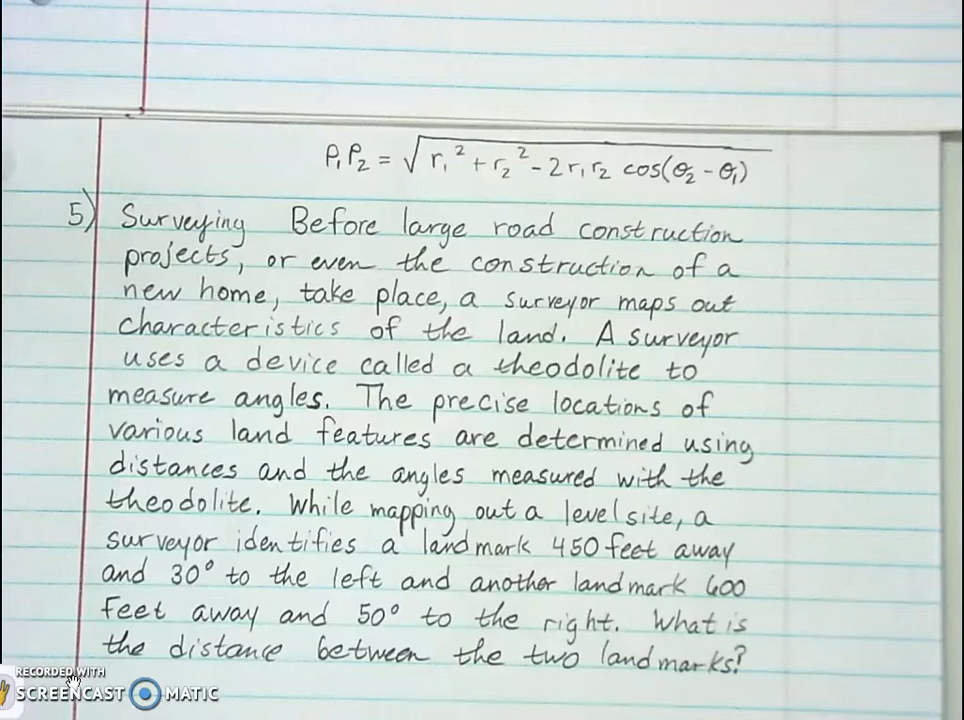 P₁P₂ = √r₁² + r₂² - 2r₁r₂ cos(θ₂ - θ₁)
5) Surveying Before large road construction
projects, or even the construction of a
new home, take place, a surveyor maps out
characteristics of the land. A surveyor
uses a device called a theodolite to
measure angles. The precise locations of
various land features are determined using
distances and the angles measured with the
theodolite. While mapping out a level site, a
surveyor identifies a landmark 450 feet away
and 30° to the left and another landmark 600
feet away and 50° to the right. What is
the distance between the two landmarks?
RECORDED WITH
SCREENCAST MATIC